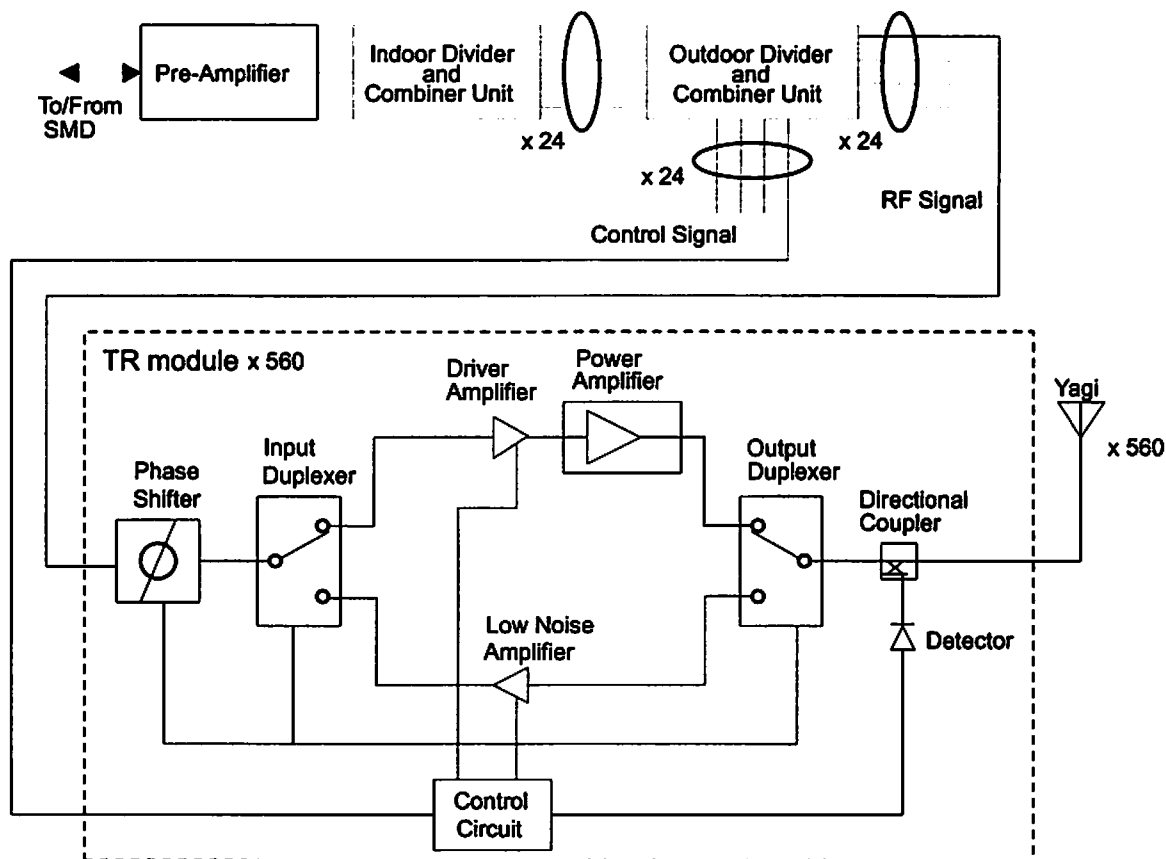 Pre-Amplifier
To/From
SMD
Indoor Divider
and
Combiner Unit
x 24
Outdoor Divider
and
Combiner Unit
x 24
x 24
RF Signal
Control Signal
TR module x 560
Driver
Amplifier
Power
Amplifier
Yagi
x 560
Phase
Shifter
Input
Duplexer
Output
Duplexer
Directional
Coupler
Low Noise
Amplifier
Detector
Control
Circuit